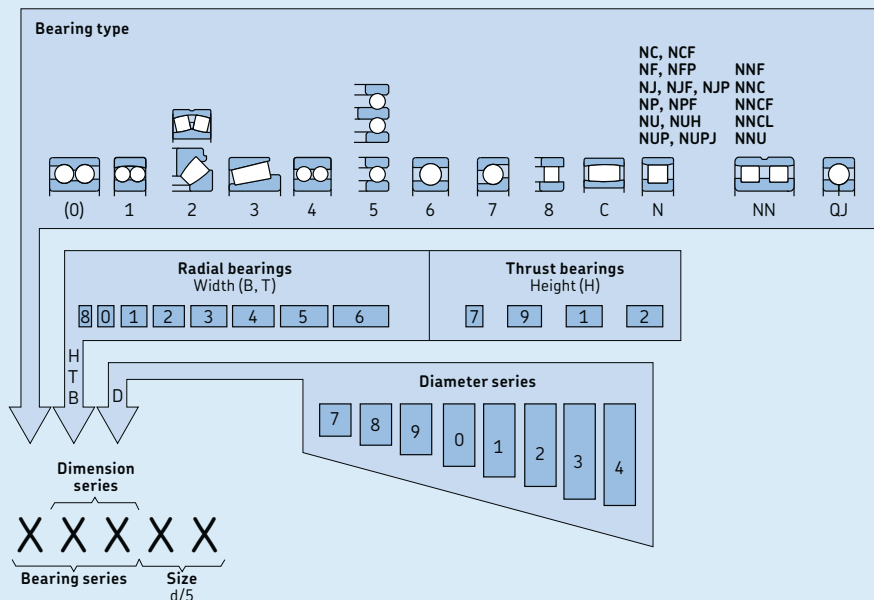 Bearing type
NC, NCF
NF, NFP NNF
NJ, NJF, NJP NNC
NP, NPF NNCF
NU, NUH NNCL
NUP, NUPJ NNU
(0) 1 2 3 4 5 6 7 8 C N NN QJ
Radial bearings Thrust bearings
Width (B, T) Height (H)
8 0 1 2 3 4 5 6 7 9 1 2
H
T
B
D
Diameter series
7 8 9 0 1 2 3 4
Dimension
series
X X X X X
Bearing series Size
d/5